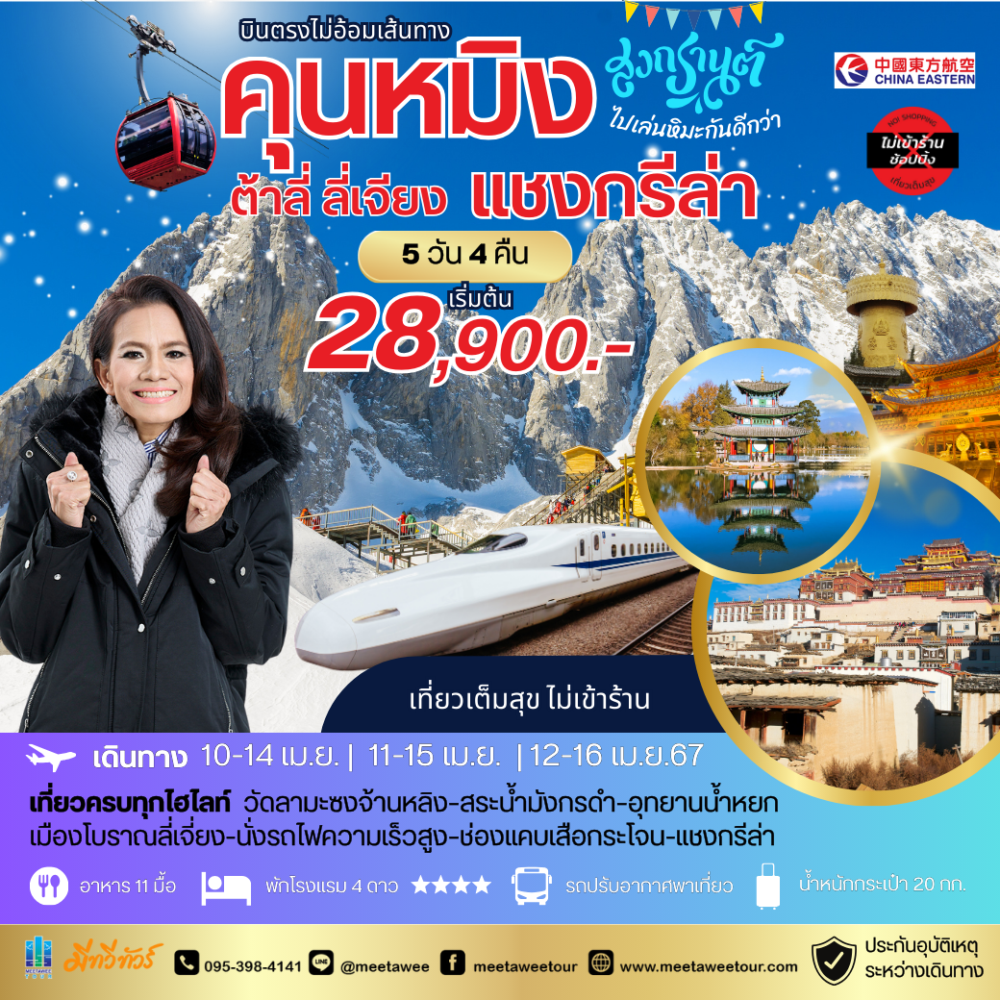 บินตรงไม่อ้อมเส้นทาง
คุนหมิง
สงกรานต์
ไปเล่นหิมะกันดีกว่า
中國東方航空
CHINA EASTERN
NO! SHOPPING
ไม่เข้าร้าน
ช้อปปิ้ง
เที่ยวเต็มสุข
ต้าลี่ ลี่เจียง แชงกรีล่า
5 วัน 4 คืน
เริ่มต้น
28,900.-
เที่ยวเต็มสุข ไม่เข้าร้าน
เดินทาง 10-14 เม.ย. | 11-15 เม.ย. | 12-16 เม.ย.67
เที่ยวครบทุกไฮไลท์ วัดลามะซงจ้านหลิง-สระน้ำมังกรดำ-อุทยานน้ำหยก
เมืองโบราณลี่เจี่ยง-นั่งรถไฟความเร็วสูง-ช่องแคบเสือกระโจน-แชงกรีล่า
อาหาร 11 มื้อ พักโรงแรม 4 ดาว รถปรับอากาศพาเที่ยว น้ำหนักกระเป๋า 20 กก.
MEETAWEE
TOUR
มีทวีทัวร์
095-398-4141 LINE @meetawee meetaweetour www.meetaweetour.com
ประกันอุบัติเหตุ
ระหว่างเดินทาง